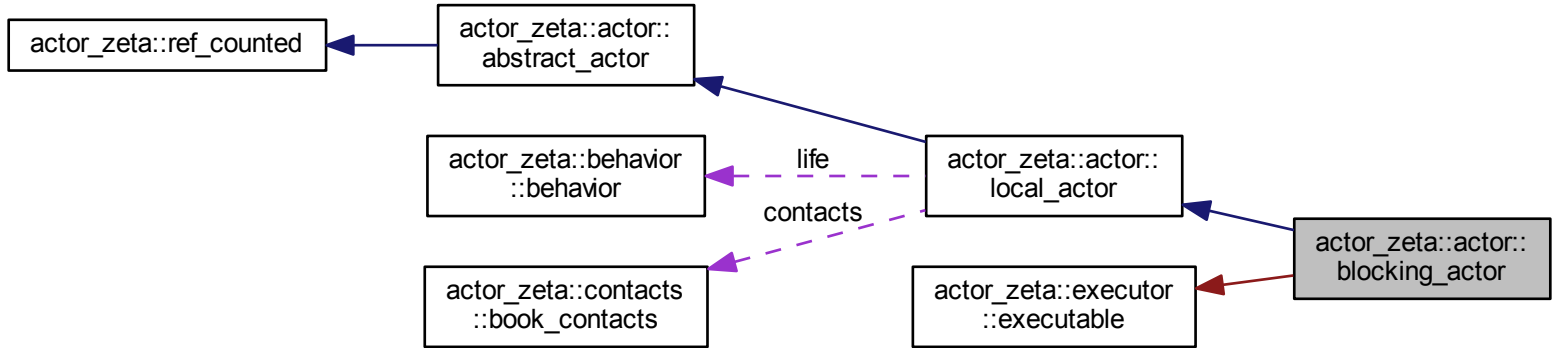 actor_zeta::ref_counted
actor_zeta::actor::
abstract_actor
actor_zeta::behavior
::behavior
life
actor_zeta::actor::
local_actor
contacts
actor_zeta::contacts
::book_contacts
actor_zeta::executor
::executable
actor_zeta::actor::
blocking_actor